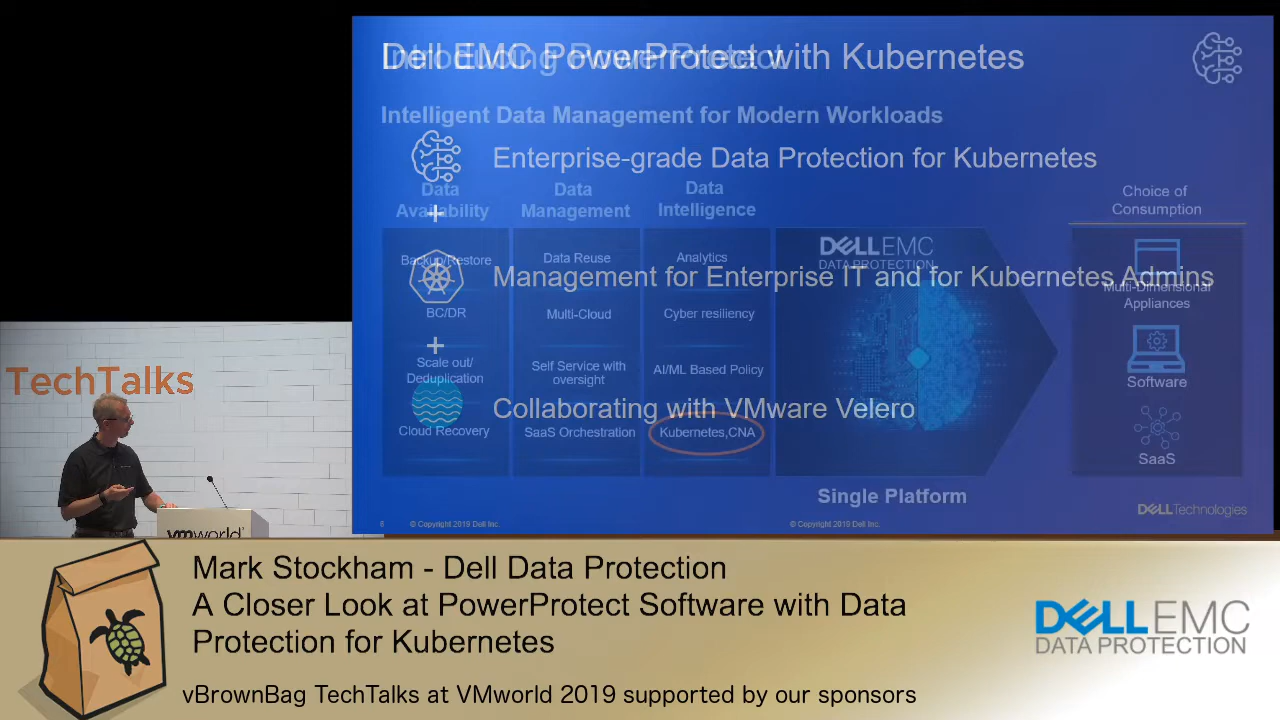 Dell EMC PowerProtect with Kubernetes
Introducing PowerProtect
Intelligent Data Management for Modern Workloads
Enterprise-grade Data Protection for Kubernetes
Data
Availability
Data
Management
Data
Intelligence
Choice of
Consumption
Backup/Restore
Data Reuse
Analytics
DELL EMC
DATA PROTECTION
Management for Enterprise IT and for Kubernetes Admins
Multi-Dimensional
Appliances
BC/DR
Multi-Cloud
Cyber resiliency
Scale out/
Deduplication
Self Service with
oversight
AI/ML Based Policy
Software
Collaborating with VMware Velero
Cloud Recovery
SaaS Orchestration
Kubernetes,CNA
SaaS
Single Platform
DELLTechnologies
6
© Copyright 2019 Dell Inc.
© Copyright 2019 Dell Inc.
TechTalks
vmworld
Mark Stockham - Dell Data Protection
A Closer Look at PowerProtect Software with Data
Protection for Kubernetes
vBrownBag TechTalks at VMworld 2019 supported by our sponsors
DELL EMC
DATA PROTECTION